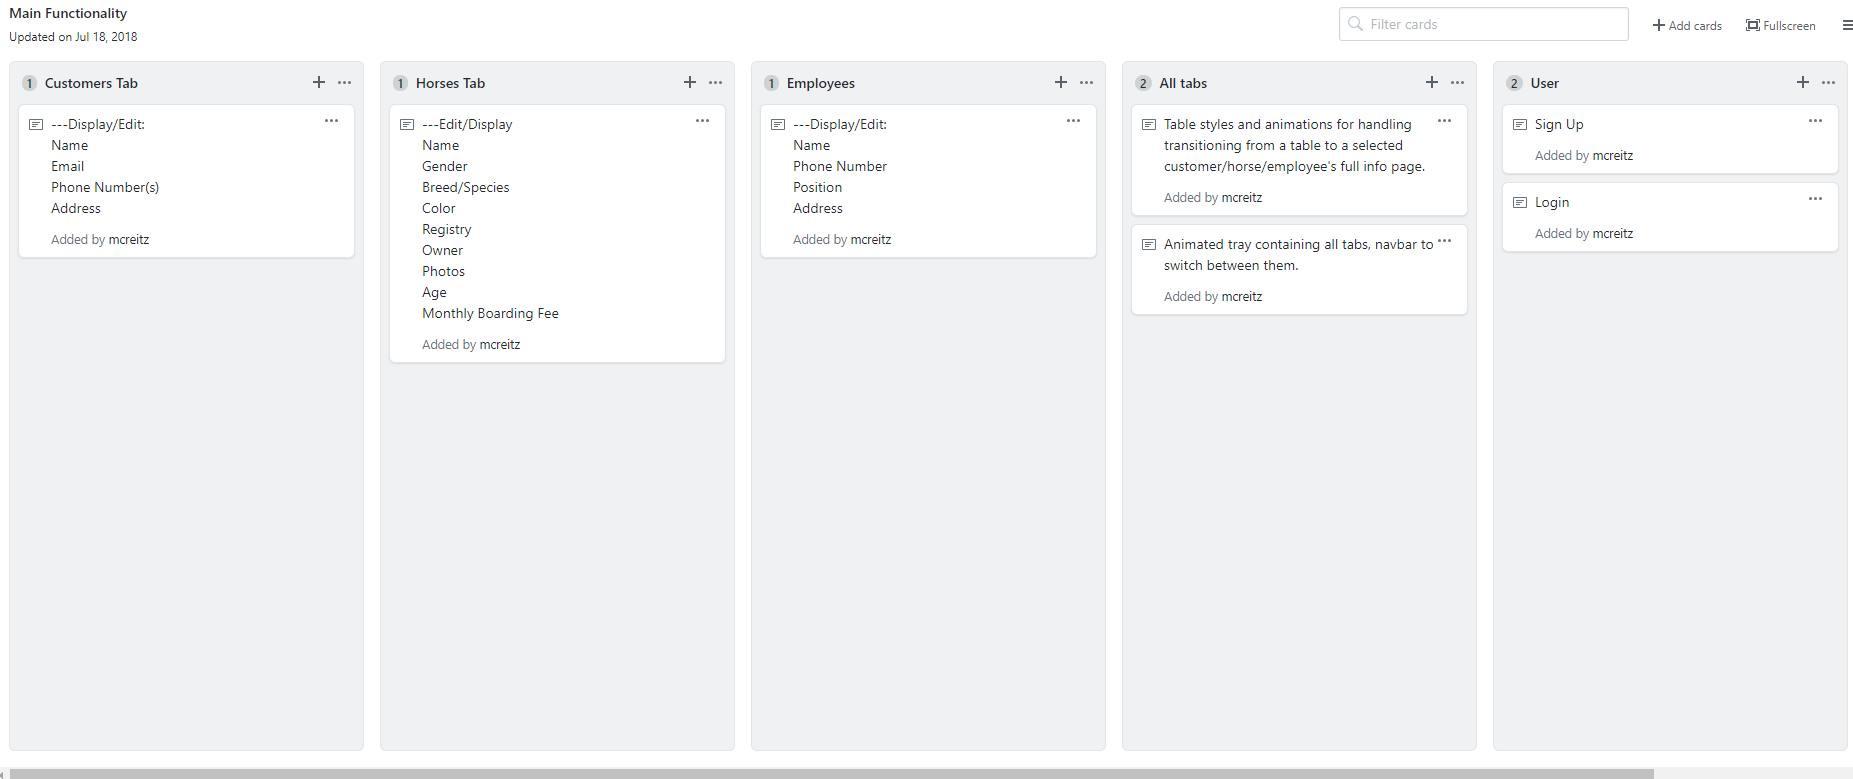 Main Functionality
Updated on Jul 18, 2018
Filter cards
Add cards
Fullscreen
1 Customers Tab
---Display/Edit:
Name
Email
Phone Number(s)
Address
Added by mcreitz
1 Horses Tab
---Edit/Display
Name
Gender
Breed/Species
Color
Registry
Owner
Photos
Age
Monthly Boarding Fee
Added by mcreitz
1 Employees
---Display/Edit:
Name
Phone Number
Position
Address
Added by mcreitz
2 All tabs
Table styles and animations for handling
transitioning from a table to a selected
customer/horse/employee's full info page.
Added by mcreitz
Animated tray containing all tabs, navbar to
switch between them.
Added by mcreitz
2 User
Sign Up
Added by mcreitz
Login
Added by mcreitz